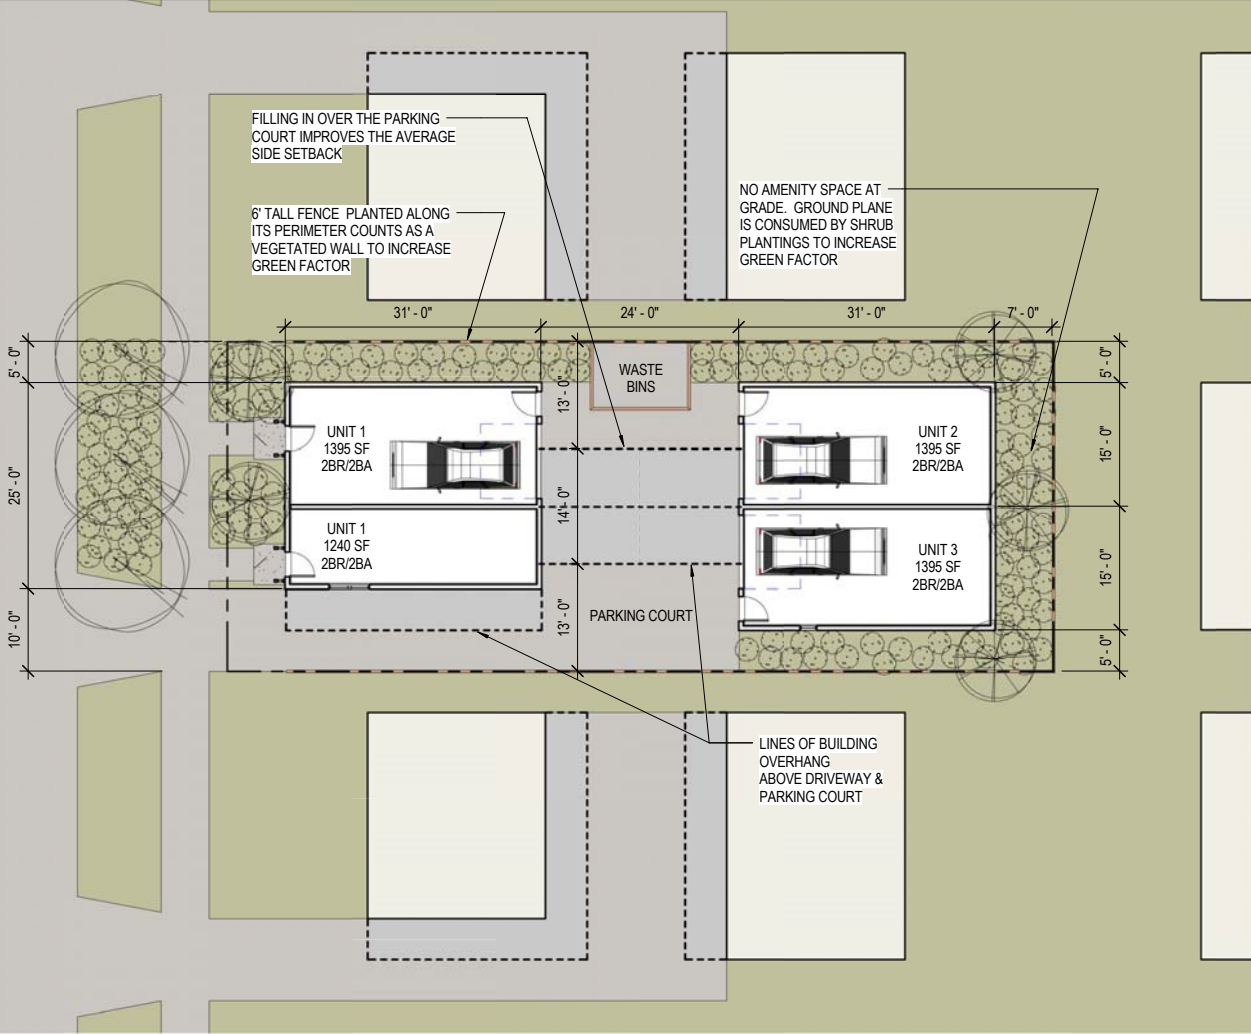 FILLING IN OVER THE PARKING
COURT IMPROVES THE AVERAGE
SIDE SETBACK
6' TALL FENCE PLANTED ALONG
ITS PERIMETER COUNTS AS A
VEGETATED WALL TO INCREASE
GREEN FACTOR
NO AMENITY SPACE AT
GRADE. GROUND PLANE
IS CONSUMED BY SHRUB
PLANTINGS TO INCREASE
GREEN FACTOR
31' - 0"
24' - 0"
31' - 0"
7' - 0"
5' - 0"
25' - 0"
10' - 0"
13' - 0"
14' - 0"
13' - 0"
5' - 0"
15' - 0"
15' - 0"
5' - 0"
WASTE
BINS
UNIT 1
1395 SF
2BR/2BA
UNIT 2
1395 SF
2BR/2BA
UNIT 1
1240 SF
2BR/2BA
UNIT 3
1395 SF
2BR/2BA
PARKING COURT
LINES OF BUILDING
OVERHANG
ABOVE DRIVEWAY &
PARKING COURT